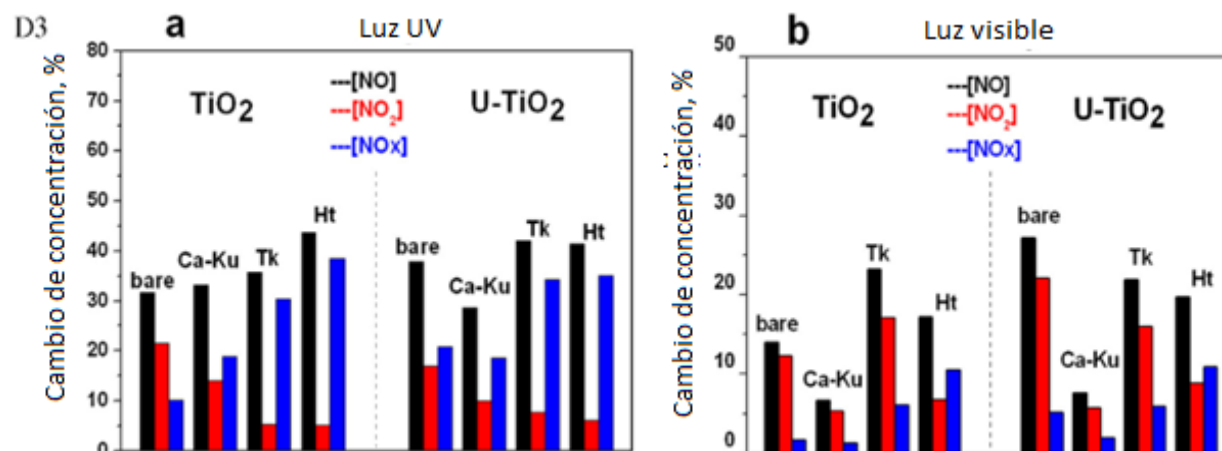 D3
a
Luz UV
Cambio de concentración, %
80
70
60
50
40
30
20
10
0
TiO2
---[NO]
---[NO2]
---[NOx]
U-TiO2
bare
Ca-Ku
Tk
Ht
bare
Ca-Ku
Tk
Ht
b
Luz visible
Cambio de concentración, %
50
40
30
20
10
0
TiO2
---[NO]
---[NO2]
---[NOx]
U-TiO2
bare
Ca-Ku
Tk
Ht
bare
Ca-Ku
Tk
Ht